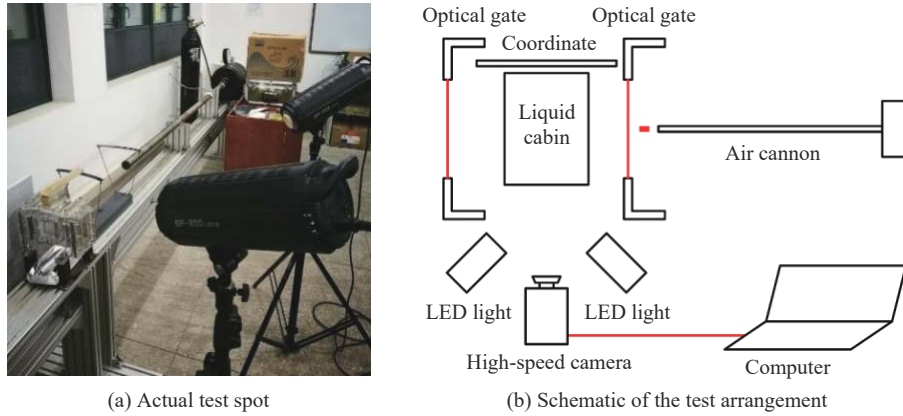 Optical gate
Optical gate
Coordinate
Liquid
cabin
Air cannon
LED light
LED light
High-speed camera
Computer
(a) Actual test spot
(b) Schematic of the test arrangement